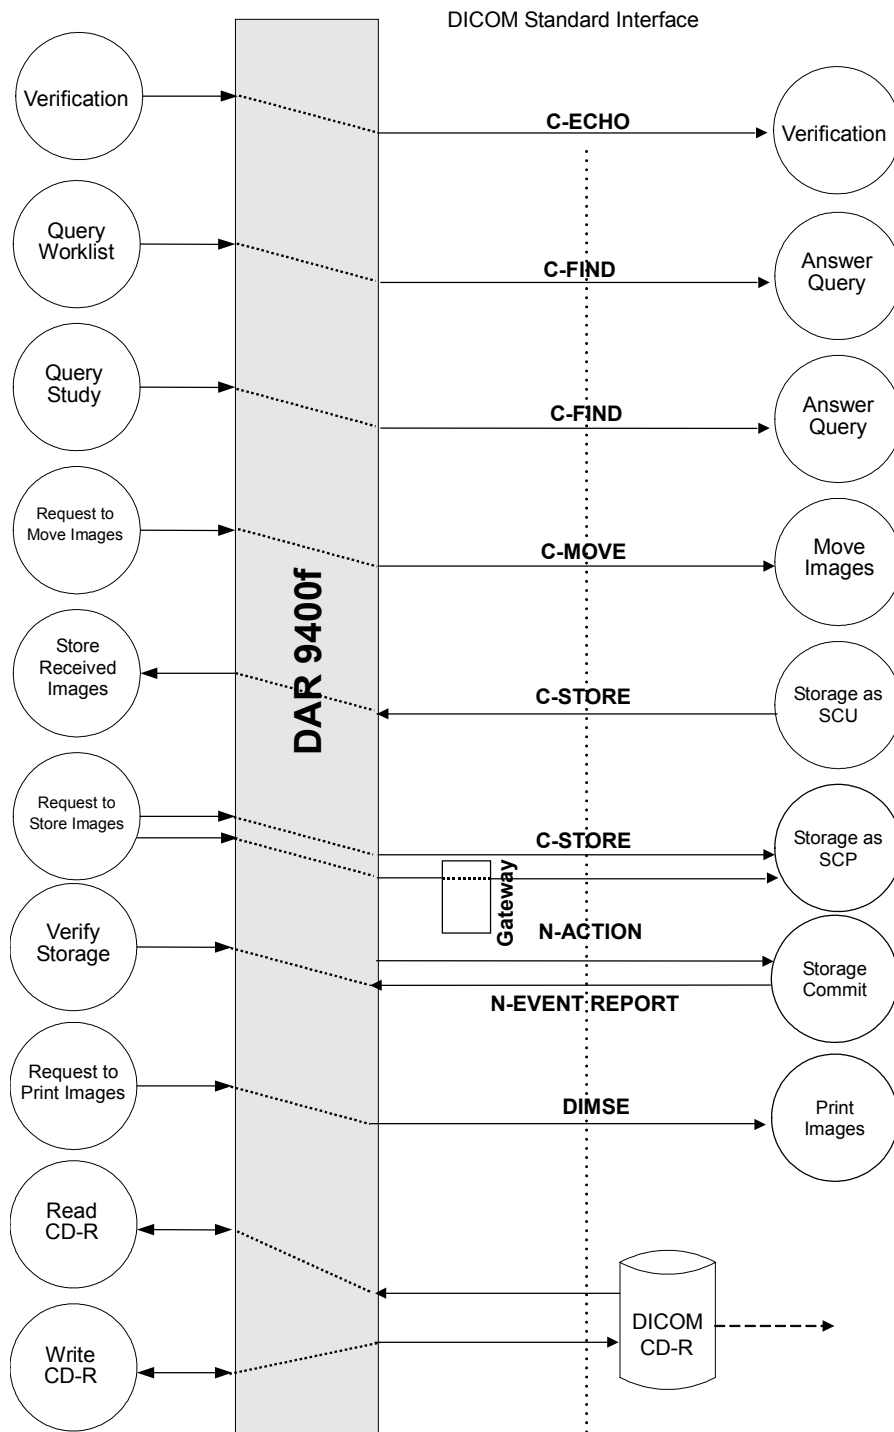 DICOM Standard Interface
Verification
C-ECHO
Verification
Query
Worklist
C-FIND
Answer
Query
Query
Study
C-FIND
Answer
Query
Request to
Move Images
C-MOVE
Move
Images
DAR 9400f
Store
Received
Images
C-STORE
Storage as
SCU
Request to
Store Images
C-STORE
Storage as
SCP
Gateway
Verify
Storage
N-ACTION
Storage
Commit
N-EVENT REPORT
Request to
Print Images
DIMSE
Print
Images
Read
CD-R
DICOM
CD-R
Write
CD-R